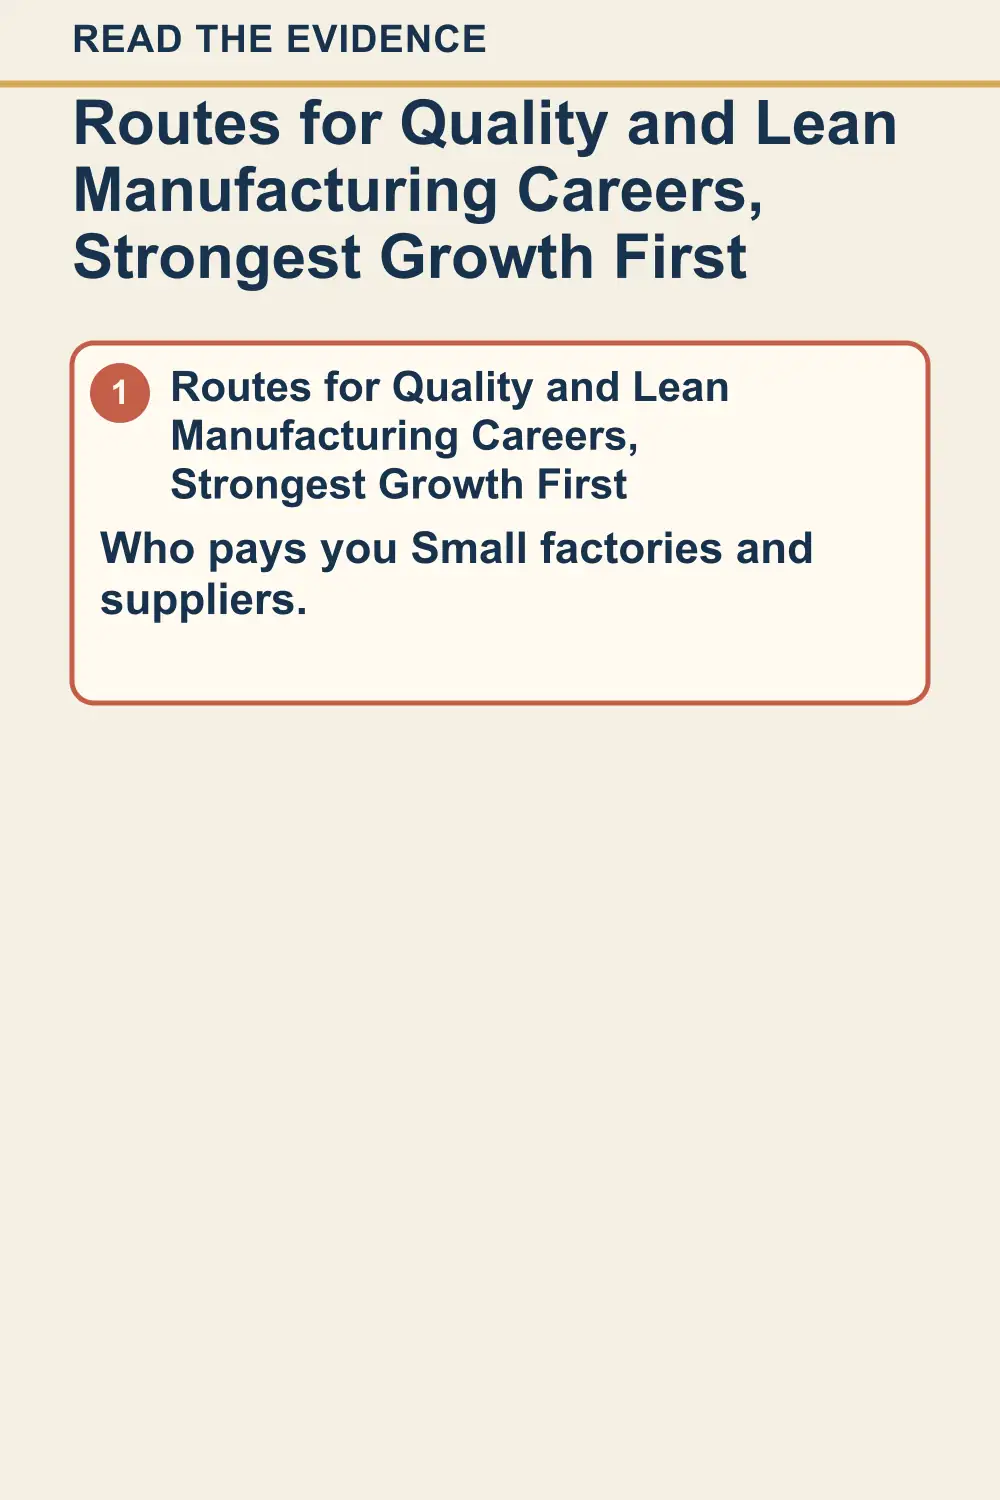 READ THE EVIDENCE
Routes for Quality and Lean
Manufacturing Careers,
Strongest Growth First
1
Routes for Quality and Lean
Manufacturing Careers,
Strongest Growth First
Who pays you Small factories and
suppliers.